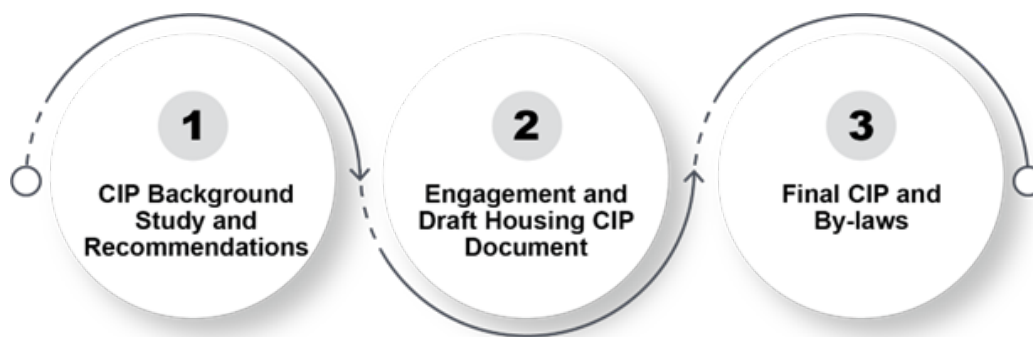 1
CIP Background
Study and
Recommendations
2
Engagement and
Draft Housing CIP
Document
3
Final CIP and
By-laws